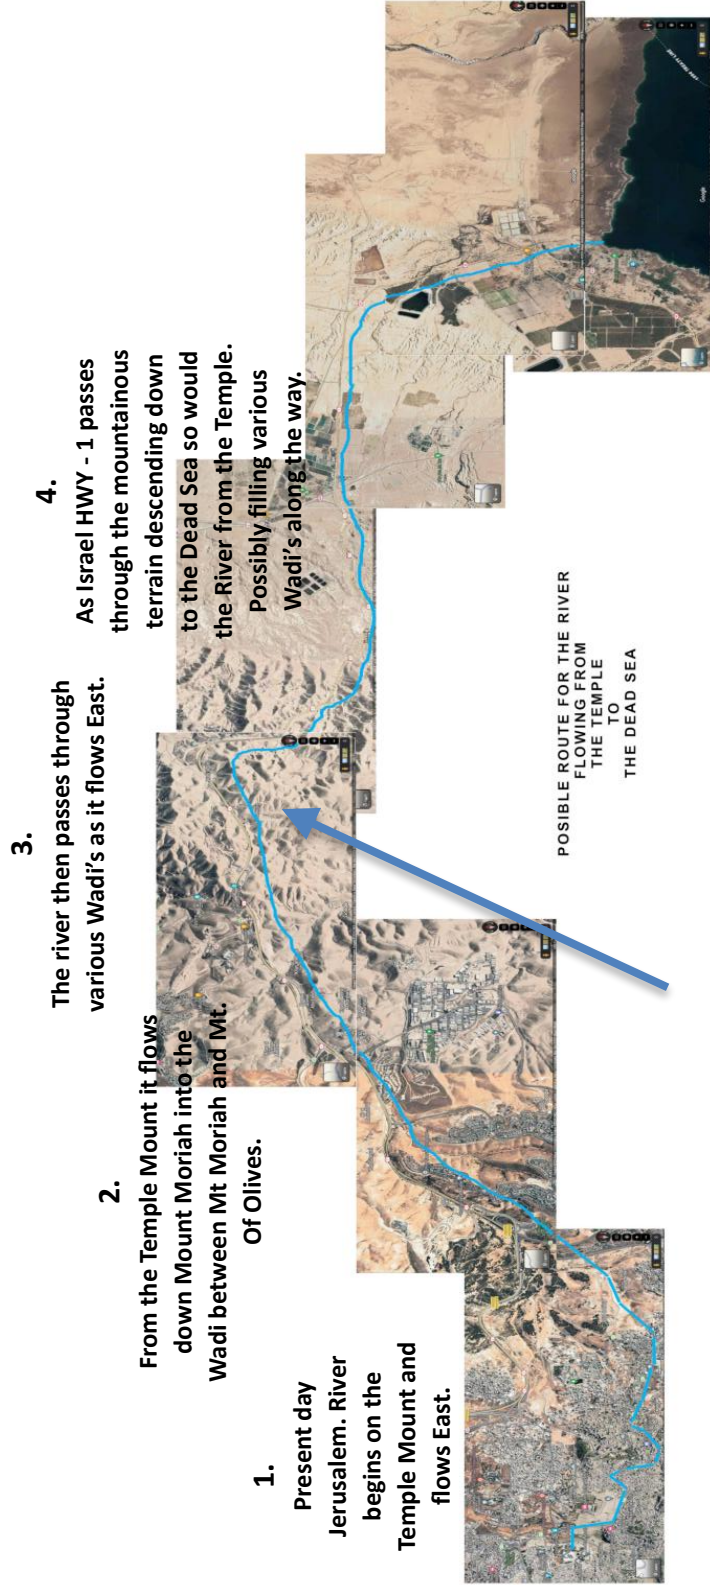 1.
Present day
Jerusalem. River
begins on the
Temple Mount and
flows East.
2.
From the Temple Mount it flows
down Mount Moriah into the
Wadi between Mt Moriah and Mt.
Of Olives.
3.
The river then passes through
various Wadi's as it flows East.
4.
As Israel HWY - 1 passes
through the mountainous
terrain descending down
to the Dead Sea so would
the River from the Temple.
Possibly filling various
Wadi's along the way.
POSIBLE ROUTE FOR THE RIVER
FLOWING FROM
THE TEMPLE
TO
THE DEAD SEA
Google